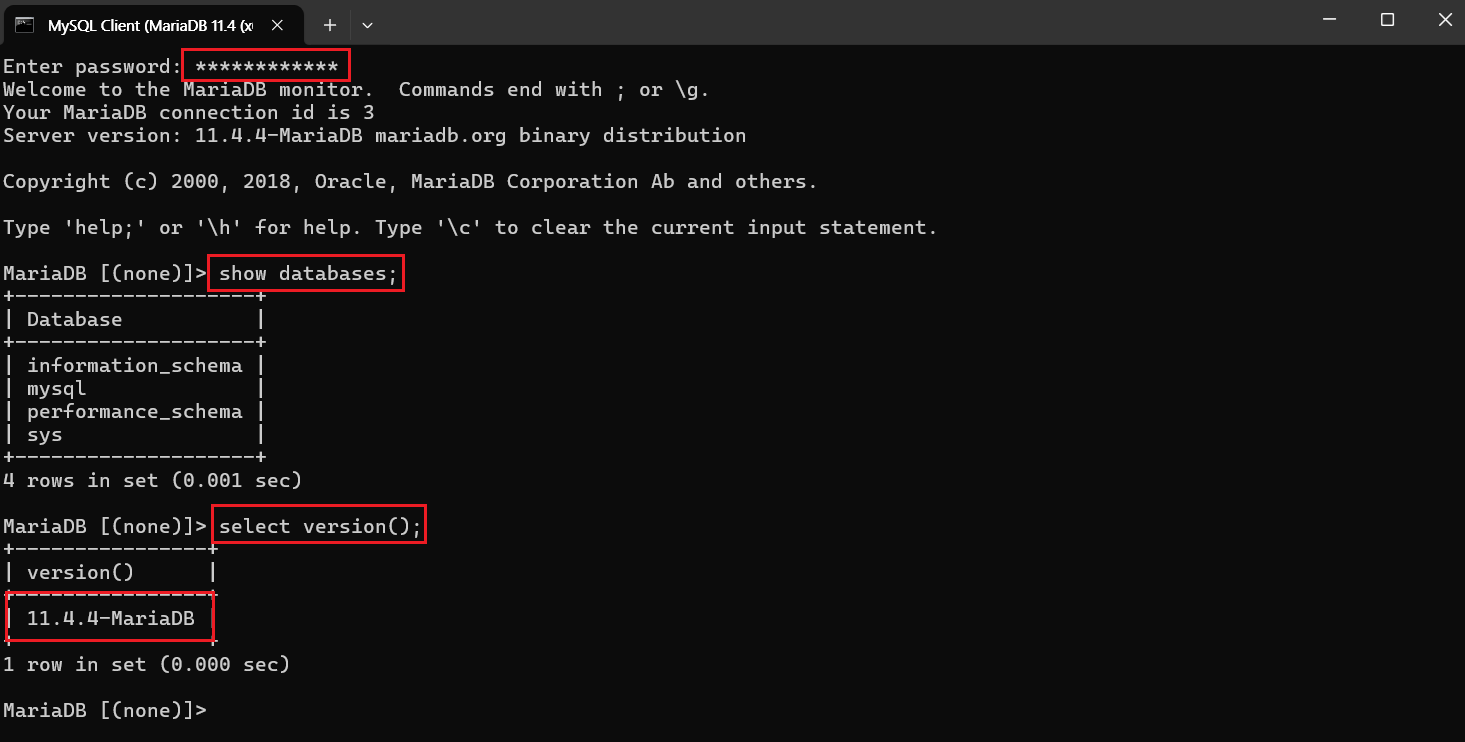 MySQL Client (MariaDB 11.4 (x
Enter password: ************
Welcome to the MariaDB monitor.  Commands end with ; or \g.
Your MariaDB connection id is 3
Server version: 11.4.4-MariaDB mariadb.org binary distribution

Copyright (c) 2000, 2018, Oracle, MariaDB Corporation Ab and others.

Type 'help;' or '\h' for help. Type '\c' to clear the current input statement.

MariaDB [(none)]> show databases;
+--------------------+
| Database           |
+--------------------+
| information_schema |
| mysql              |
| performance_schema |
| sys                |
+--------------------+
4 rows in set (0.001 sec)

MariaDB [(none)]> select version();
+----------------+
| version()      |
+----------------+
| 11.4.4-MariaDB |
+----------------+
1 row in set (0.000 sec)

MariaDB [(none)]>